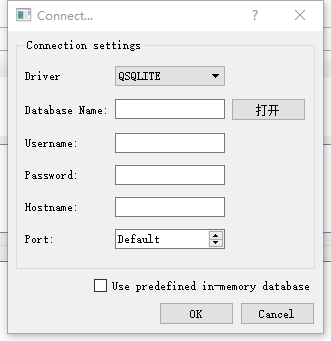 Connect...
Connection settings
Driver QSQLITE
Database Name: 打开
Username:
Password:
Hostname:
Port: Default
Use predefined in-memory database
OK Cancel